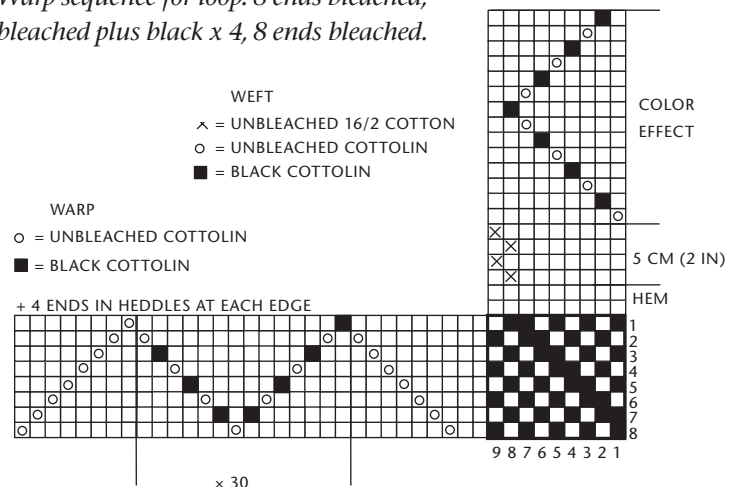 Warp sequence for loop: 8 ends bleached,
bleached plus black x 4, 8 ends bleached.
WEFT
× = UNBLEACHED 16/2 COTTON
○ = UNBLEACHED COTTOLIN
■ = BLACK COTTOLIN
WARP
○ = UNBLEACHED COTTOLIN
■ = BLACK COTTOLIN
+ 4 ENDS IN HEDDLES AT EACH EDGE
COLOR
EFFECT
5 CM (2 IN)
HEM
1
2
3
4
5
6
7
8
9 8 7 6 5 4 3 2 1
× 30